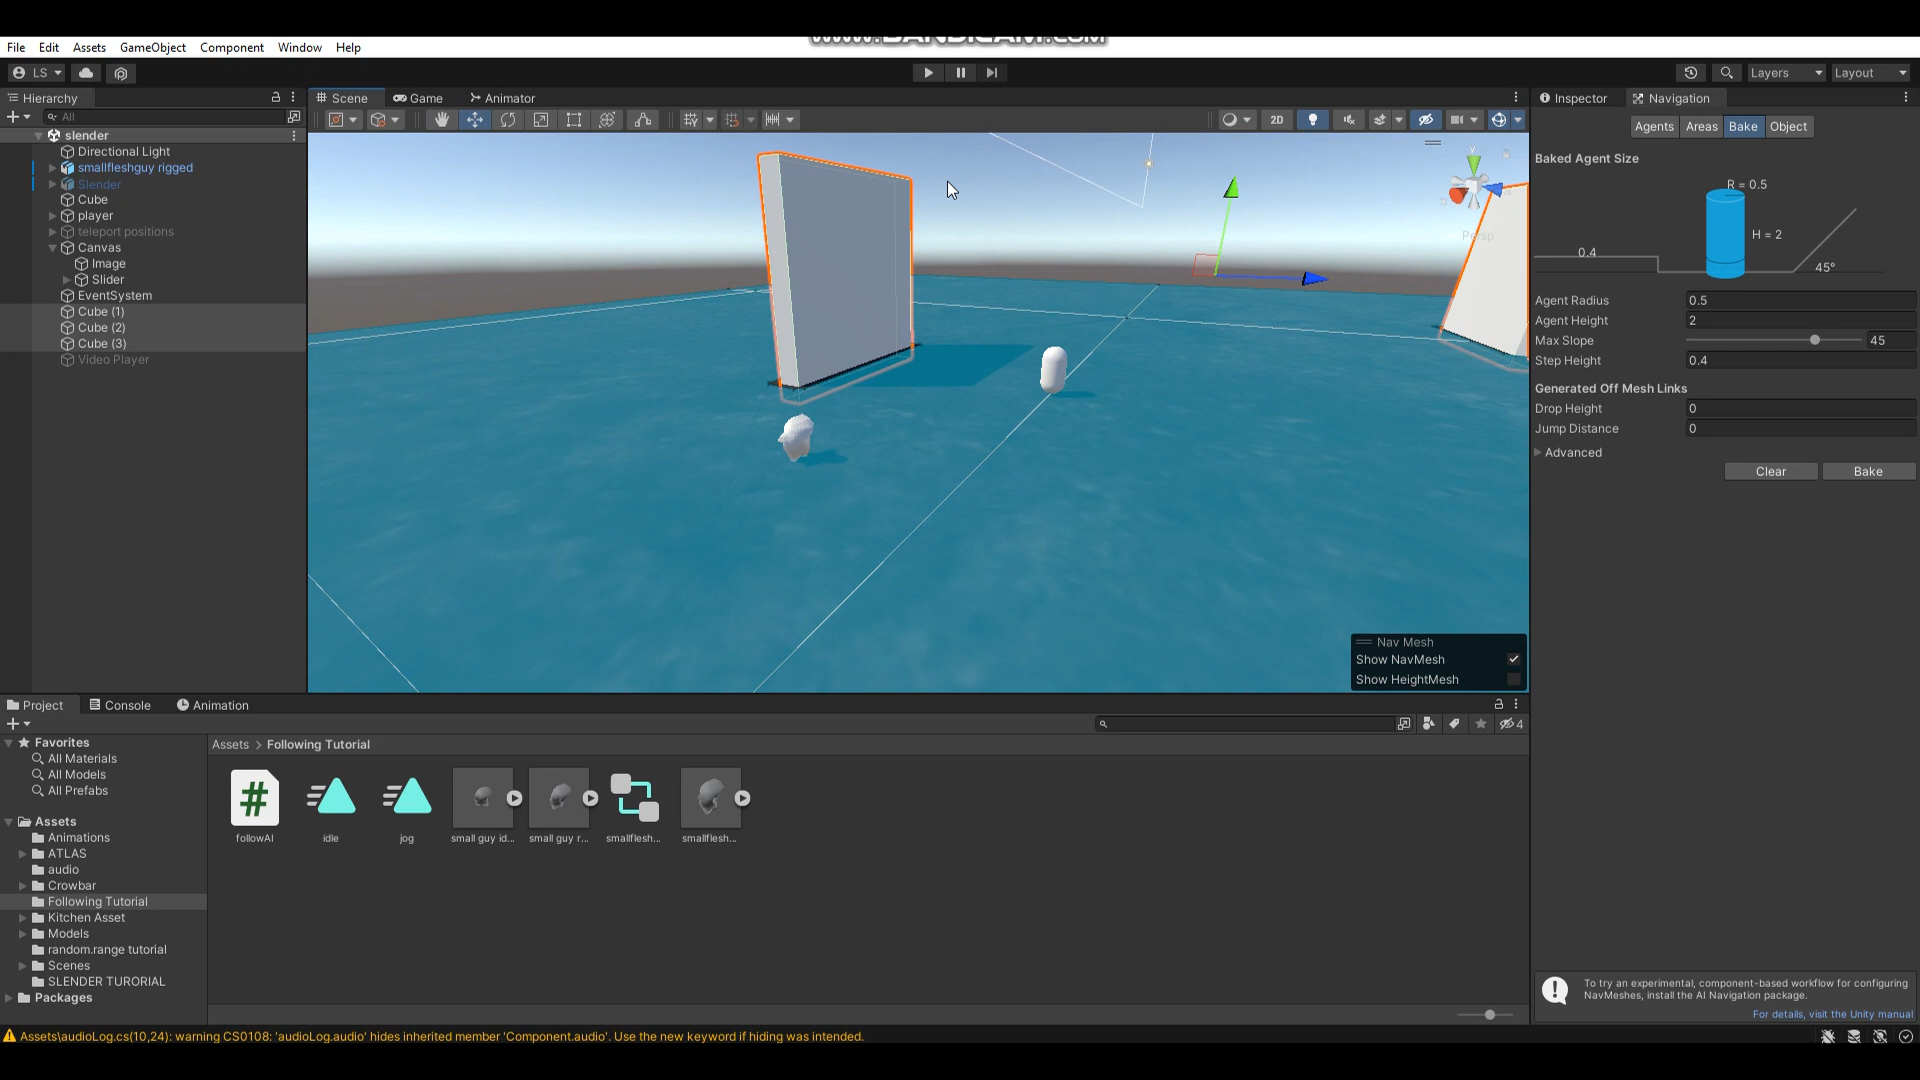 www.BANDICAM.com
File Edit Assets GameObject Component Window Help
LS
Layers Layout
Hierarchy
Scene Game Animator
Inspector Navigation
All
2D
slender
Directional Light
smallfleshguy rigged
Slender
Cube
player
teleport positions
Canvas
Image
Slider
EventSystem
Cube (1)
Cube (2)
Cube (3)
Video Player
y
Persp
Nav Mesh
Show NavMesh
Show HeightMesh
Agents Areas Bake Object
Baked Agent Size
R = 0.5
H = 2
0.4
45°
Agent Radius 0.5
Agent Height 2
Max Slope 45
Step Height 0.4
Generated Off Mesh Links
Drop Height 0
Jump Distance 0
Advanced
Clear Bake
Project Console Animation
4
Favorites
All Materials
All Models
All Prefabs
Assets
Animations
ATLAS
audio
Crowbar
Following Tutorial
Kitchen Asset
Models
random.range tutorial
Scenes
SLENDER TURORIAL
Packages
Assets > Following Tutorial
#
followAI idle jog small guy id... small guy r... smallflesh... smallflesh...
To try an experimental, component-based workflow for configuring
NavMeshes, install the AI Navigation package.
For details, visit the Unity manual
Assets\audioLog.cs(10,24): warning CS0108: 'audioLog.audio' hides inherited member 'Component.audio'. Use the new keyword if hiding was intended.